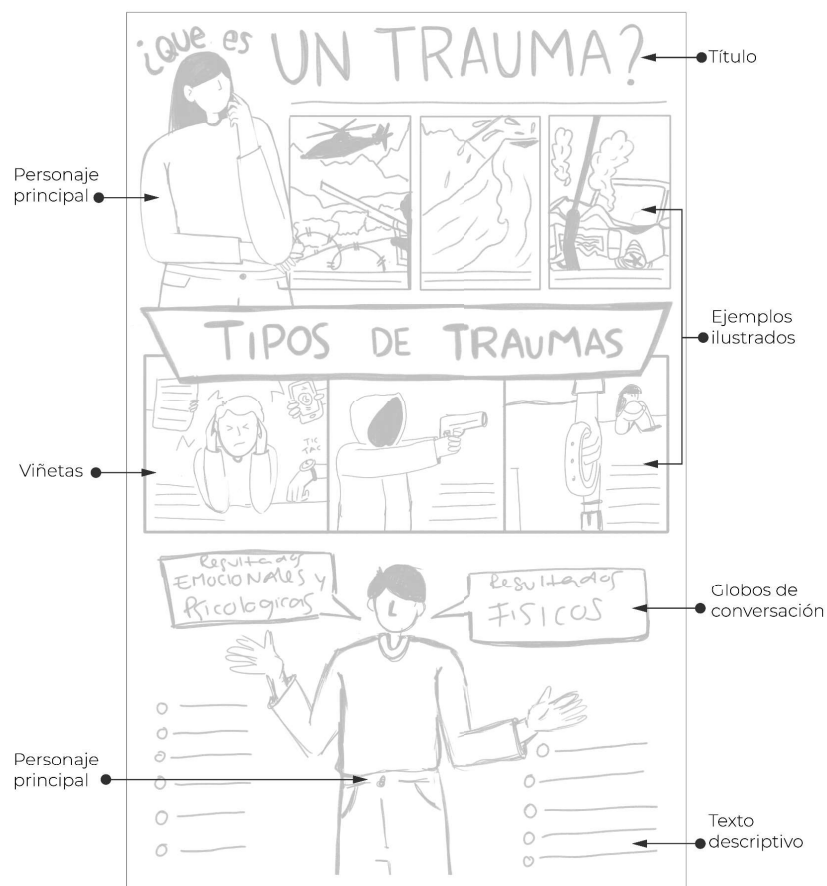 ¿QUe es UN TRAUMA?
Título
Personaje
principal
Ejemplos
ilustrados
TIPOS DE TRAUMAS
TIC
TAC
Viñetas
Resultados
EMOCIONALES y
Psicologicos
Resultados
FISICOS
Globos de
conversación
Personaje
principal
Texto
descriptivo